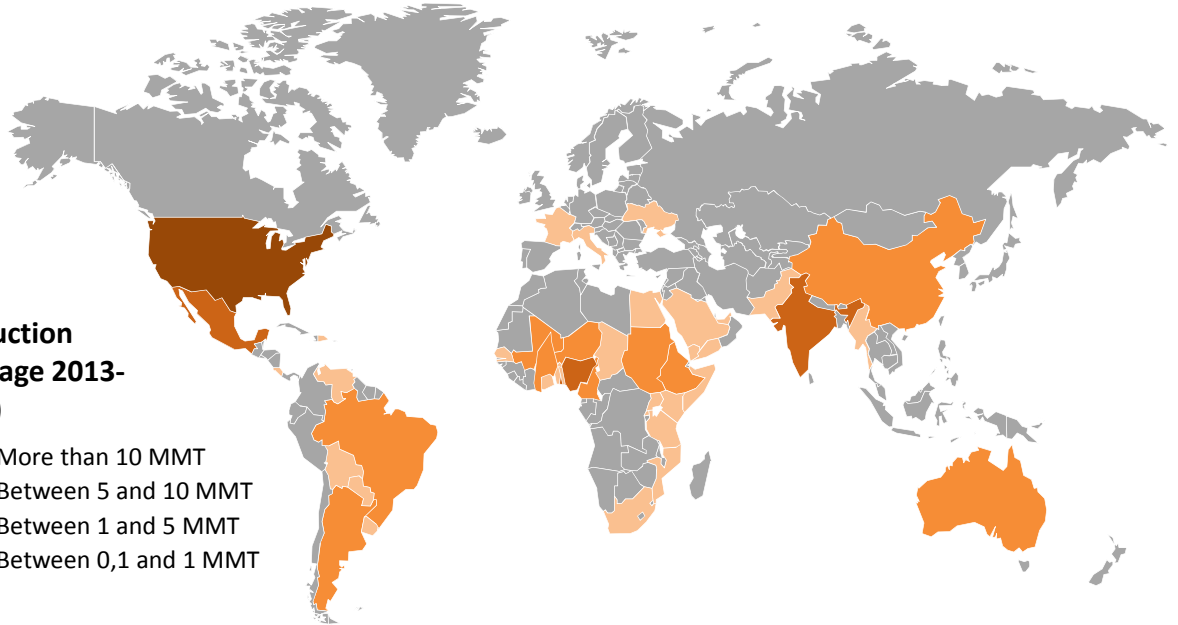 uction
age 2013-
)
More than 10 MMT
Between 5 and 10 MMT
Between 1 and 5 MMT
Between 0,1 and 1 MMT